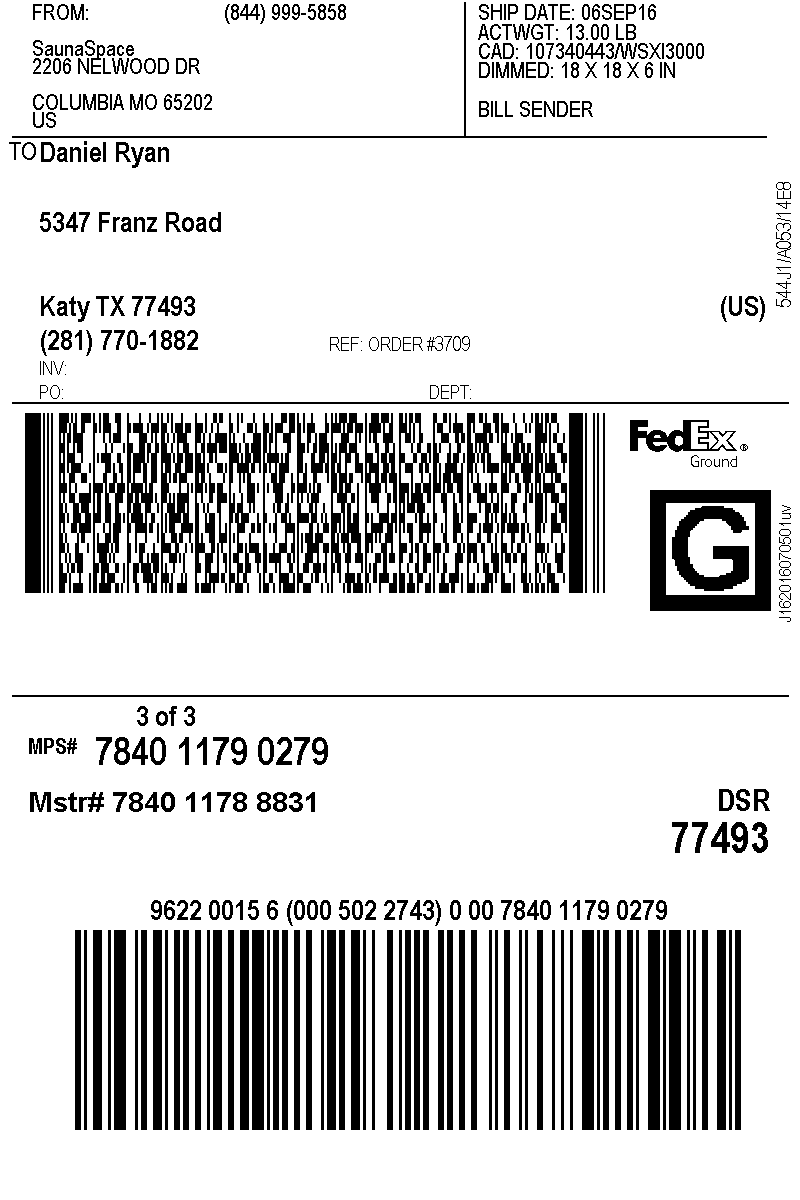 FROM: (844) 999-5858
SaunaSpace
2206 NELWOOD DR
COLUMBIA MO 65202
US
SHIP DATE: 06SEP16
ACTWGT: 13.00 LB
CAD: 107340443/WSXI3000
DIMMED: 18 X 18 X 6 IN
BILL SENDER
TO Daniel Ryan
5347 Franz Road
Katy TX 77493 (US)
(281) 770-1882 REF: ORDER #3709
INV:
PO: DEPT:
544J1/A053/14E8
FedEx®
Ground
G
J162016070501uv
3 of 3
MPS# 7840 1179 0279
Mstr# 7840 1178 8831
DSR
77493
9622 0015 6 (000 502 2743) 0 00 7840 1179 0279